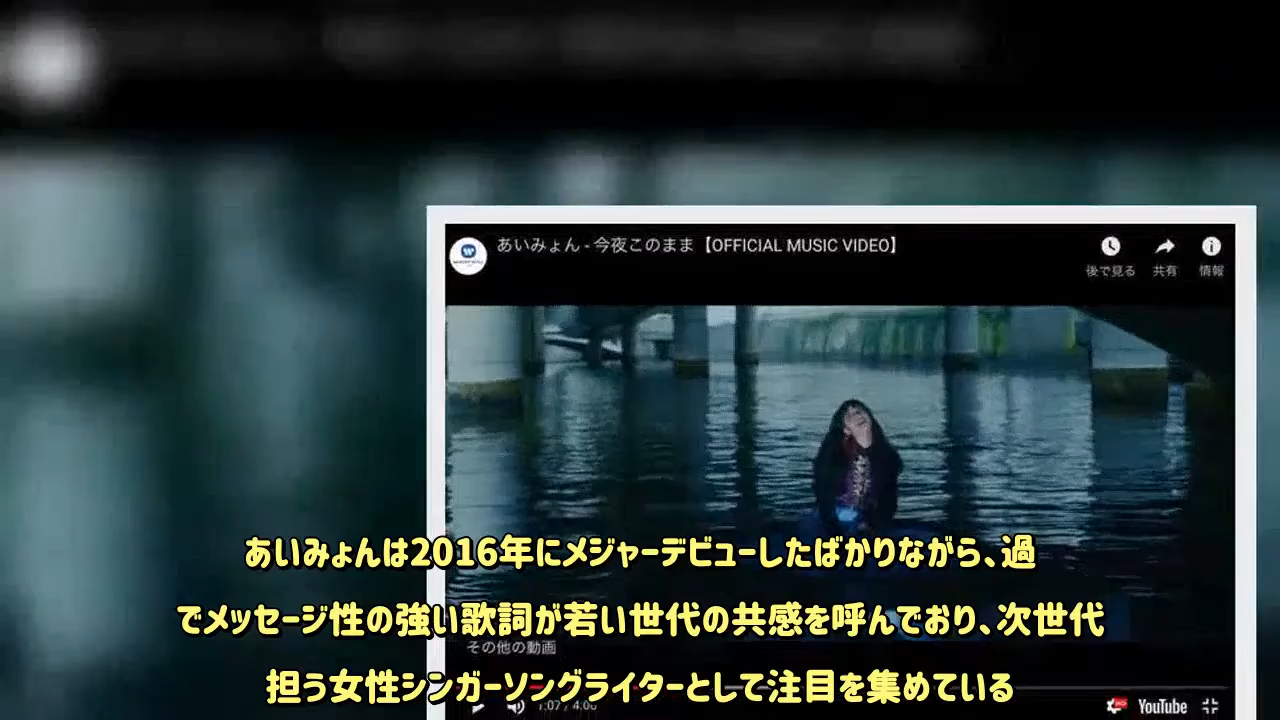 あいみょん - 今夜このまま【OFFICIAL MUSIC VIDEO】
後で見る
共有
情報
あいみょんは2016年にメジャーデビューしたばかりながら、過
でメッセージ性の強い歌詞が若い世代の共感を呼んでおり、次世代
その他の動画
担う女性シンガーソングライターとして注目を集めている
1:07 / 4:06
YouTube